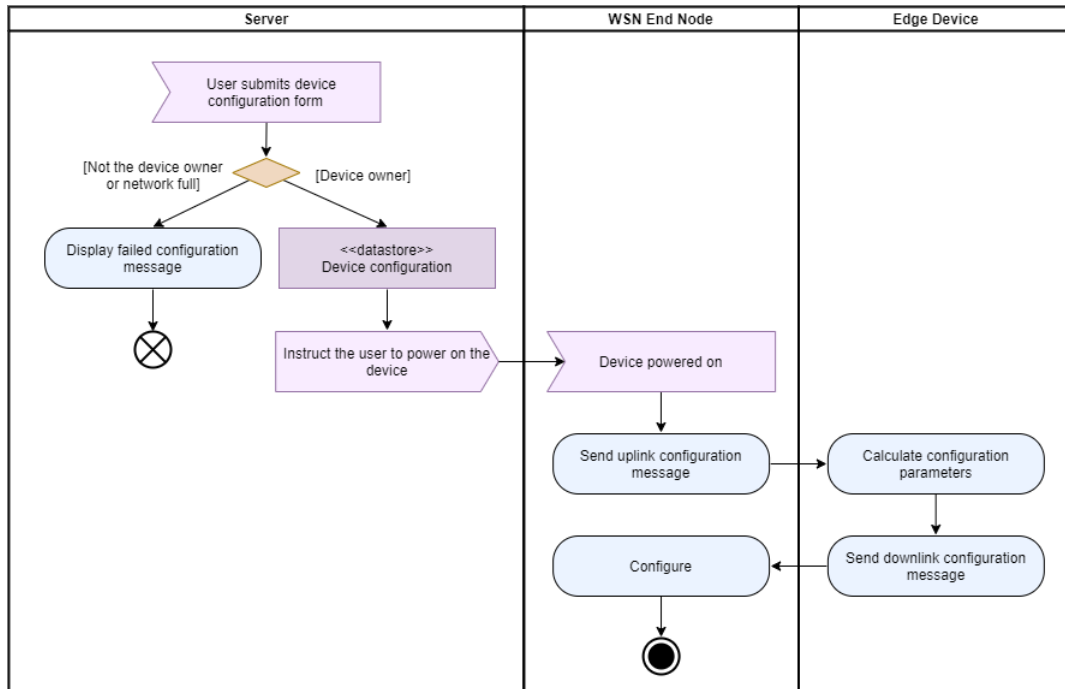 Server
WSN End Node
Edge Device
User submits device
configuration form
[Not the device owner
or network full]
[Device owner]
Display failed configuration
message
<<datastore>>
Device configuration
Instruct the user to power on the
device
Device powered on
Send uplink configuration
message
Calculate configuration
parameters
Configure
Send downlink configuration
message